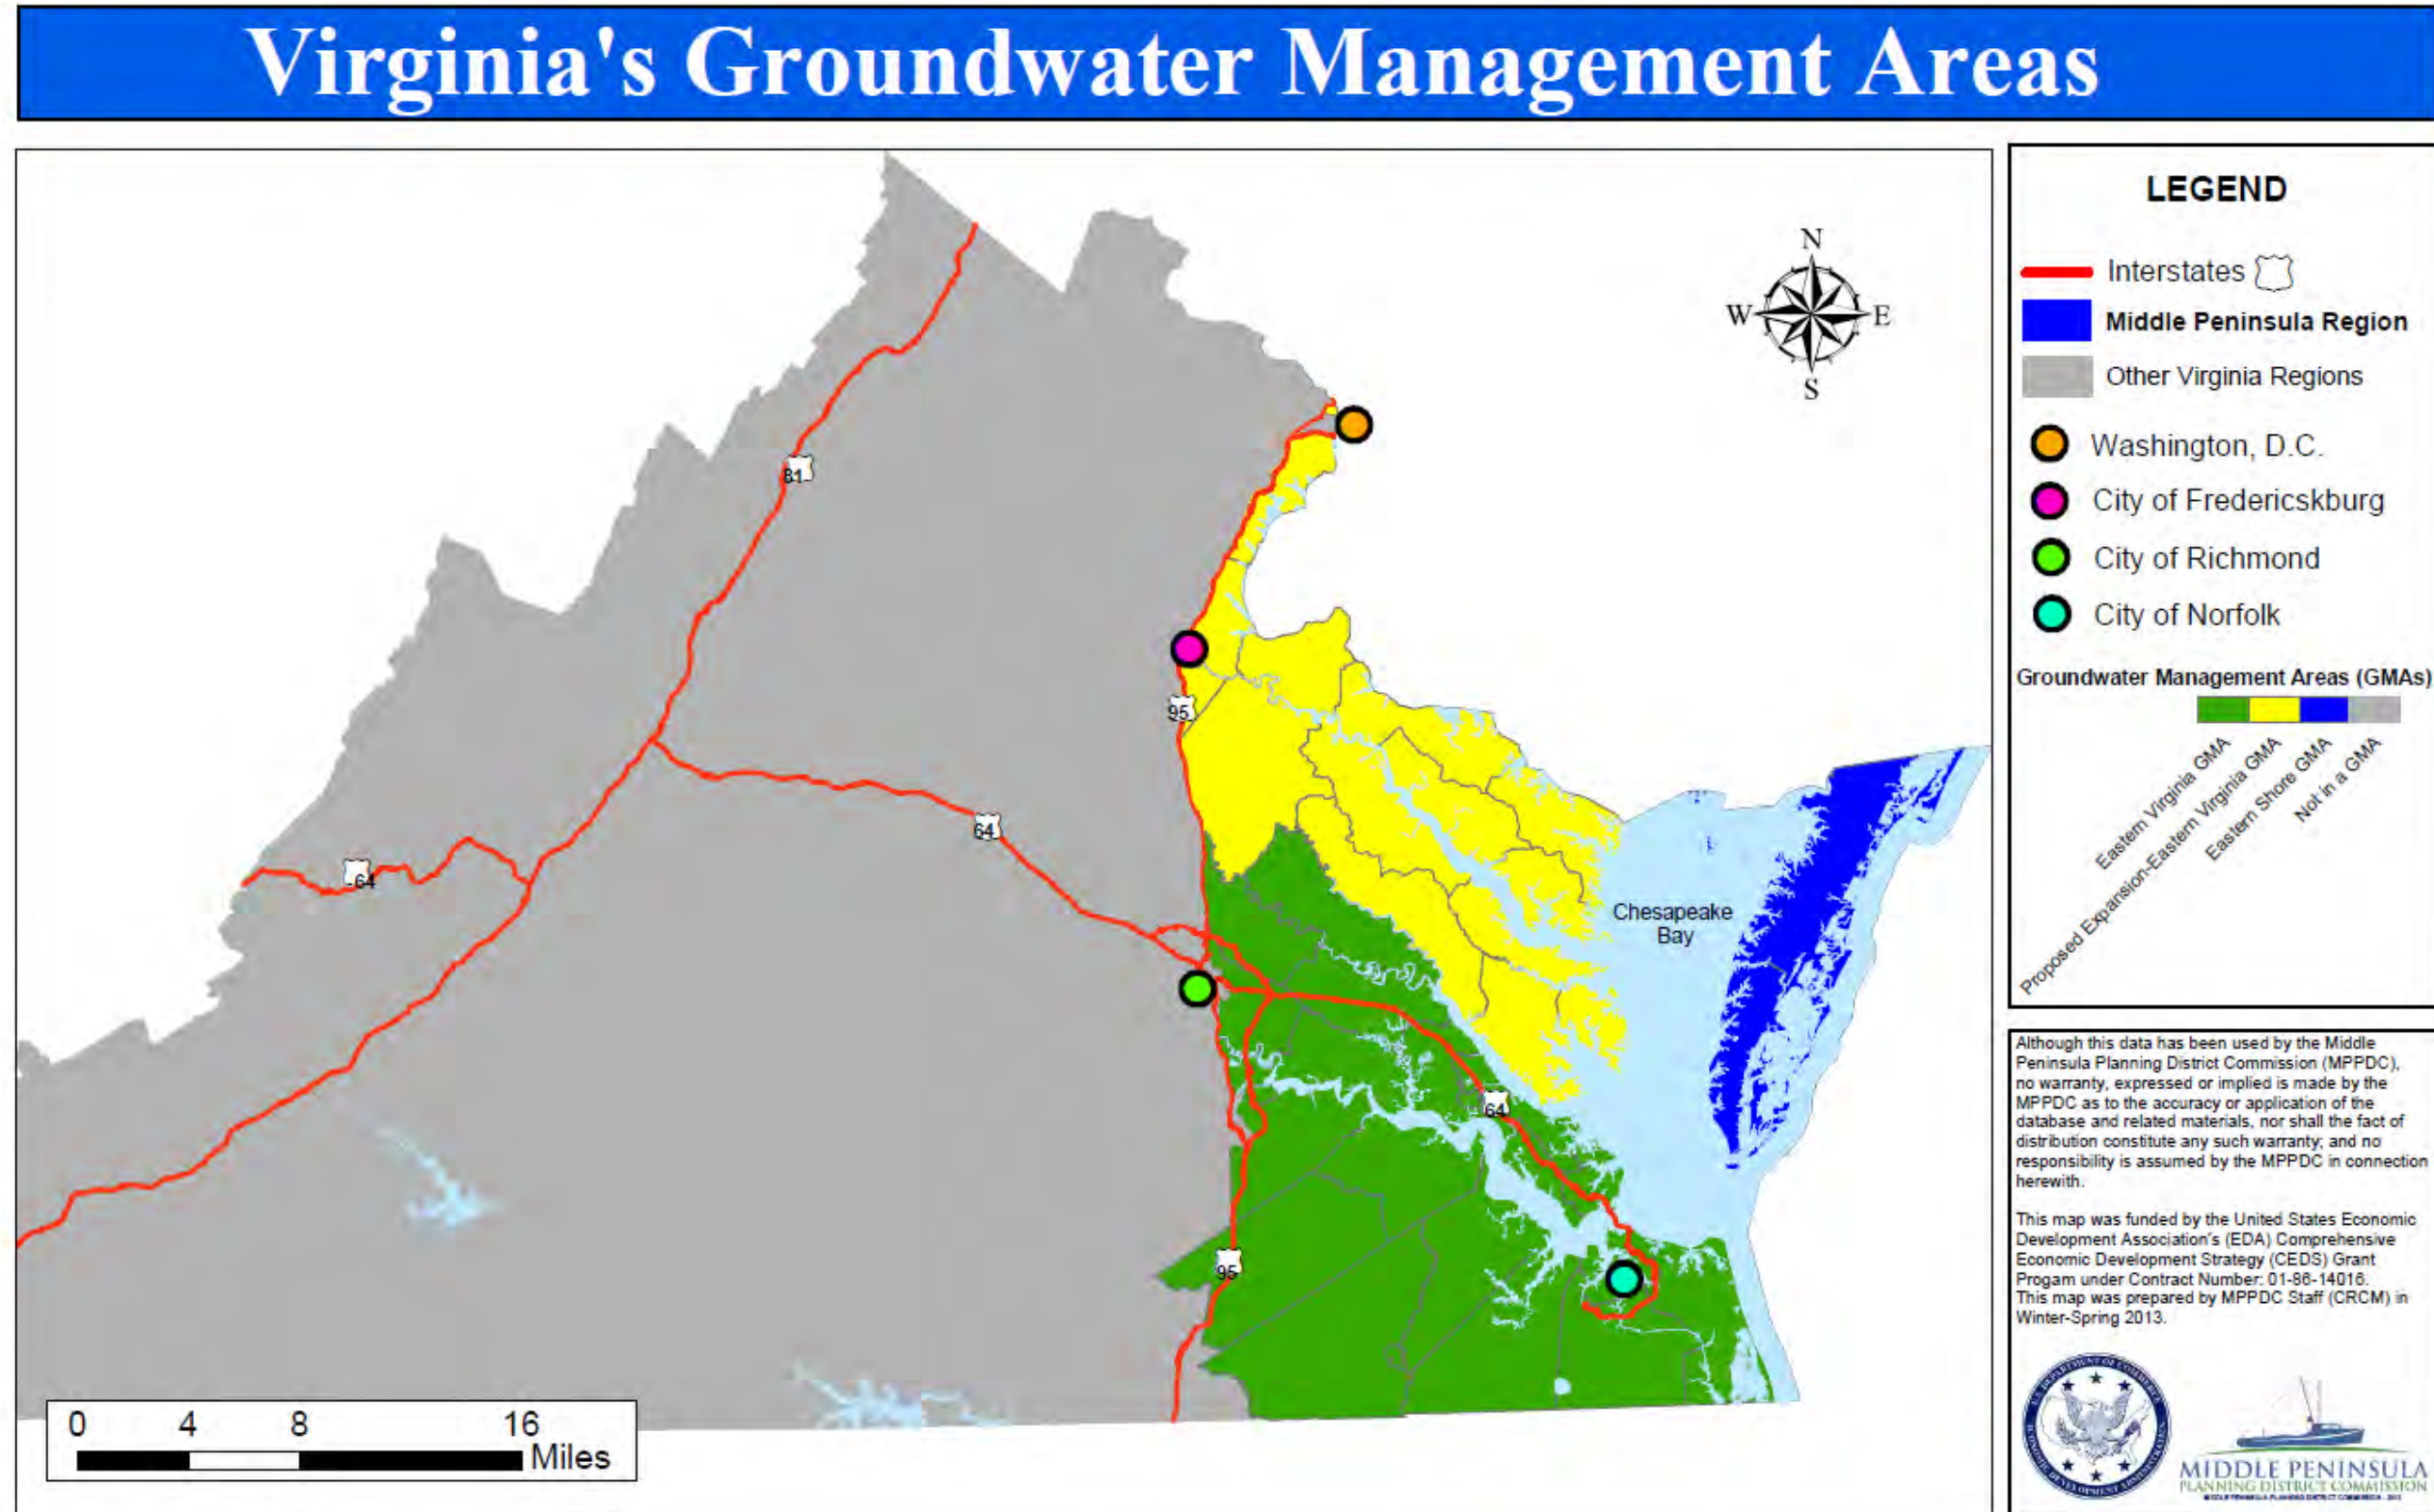 Virginia's Groundwater Management Areas
N
W
E
S
81
95
64
64
Chesapeake
Bay
64
95
0 4 8 16
Miles
LEGEND
Interstates
Middle Peninsula Region
Other Virginia Regions
Washington, D.C.
City of Fredericskburg
City of Richmond
City of Norfolk
Groundwater Management Areas (GMAs)
Eastern Virginia GMA
Proposed Expansion-Eastern Virginia GMA
Eastern Shore GMA
Not in a GMA
Although this data has been used by the Middle
Peninsula Planning District Commission (MPPDC),
no warranty, expressed or implied is made by the
MPPDC as to the accuracy or application of the
database and related materials, nor shall the fact of
distribution constitute any such warranty; and no
responsibility is assumed by the MPPDC in connection
herewith.
This map was funded by the United States Economic
Development Association's (EDA) Comprehensive
Economic Development Strategy (CEDS) Grant
Progam under Contract Number: 01-86-14016.
This map was prepared by MPPDC Staff (CRCM) in
Winter-Spring 2013.
U.S. DEPARTMENT OF COMMERCE
ECONOMIC DEVELOPMENT ADMINISTRATION
MIDDLE PENINSULA
PLANNING DISTRICT COMMISSION